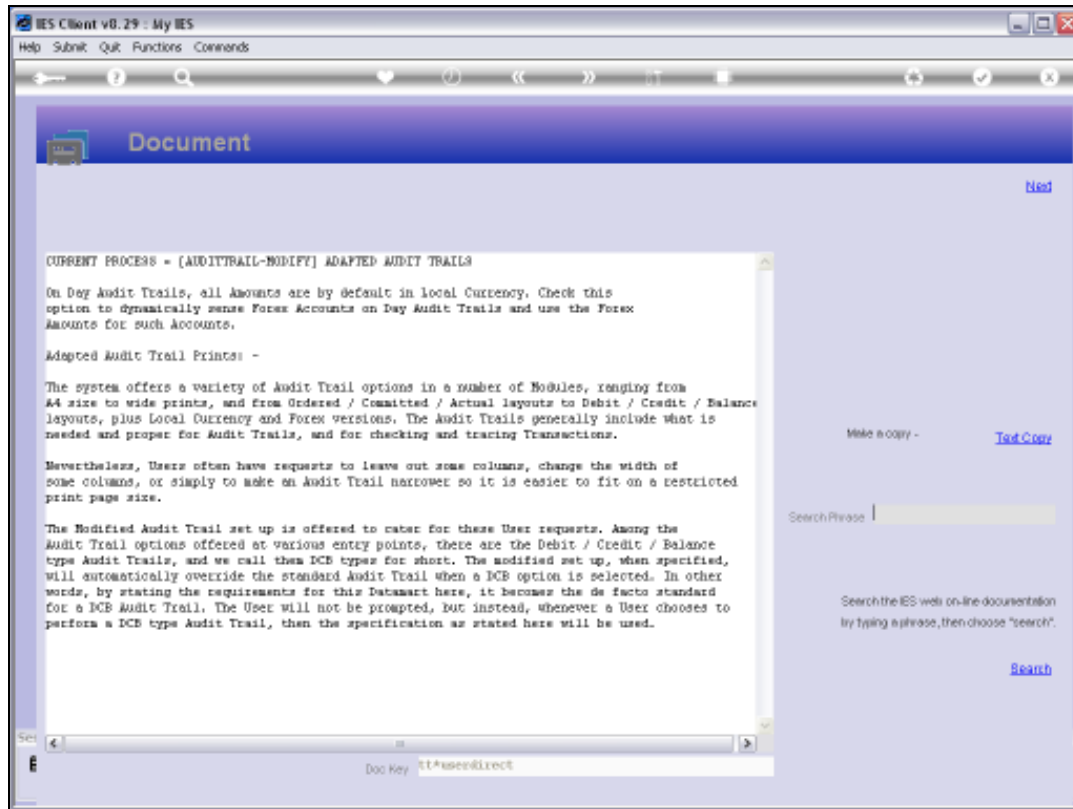 IES Client v8.29 : My IES
Help Submit Quit Functions Commands
Document
Next
CURRENT PROCESS = [AUDITTRAIL-MODIFY] ADAPTED AUDIT TRAILS
On Day Audit Trails, all Amounts are by default in Local Currency. Check this
option to dynamically sense Forex Accounts on Day Audit Trails and use the Forex
Amounts for such Accounts.
Adapted Audit Trail Prints: -
The system offers a variety of Audit Trail options in a number of Modules, ranging from
A4 size to wide prints, and from Ordered / Committed / Actual layouts to Debit / Credit / Balance
layouts, plus Local Currency and Forex versions. The Audit Trails generally include what is
needed and proper for Audit Trails, and for checking and tracing Transactions.
Nevertheless, Users often have requests to leave out some columns, change the width of
some columns, or simply to make an Audit Trail narrower so it is easier to fit on a restricted
print page size.
The Modified Audit Trail set up is offered to cater for these User requests. Among the
Audit Trail options offered at various entry points, there are the Debit / Credit / Balance
type Audit Trails, and we call them DCB types for short. The modified set up, when specified,
will automatically override the standard Audit Trail when a DCB option is selected. In other
words, by stating the requirements for this Datamart here, it becomes the de facto standard
for a DCB Audit Trail. The User will not be prompted, but instead, whenever a User chooses to
perform a DCB type Audit Trail, then the specification as stated here will be used.
Make a copy -
Text Copy
Search Phrase
Search the IES web on-line documentation
by typing a phrase, then choose "search".
Search
Doc Key tt*userdirect